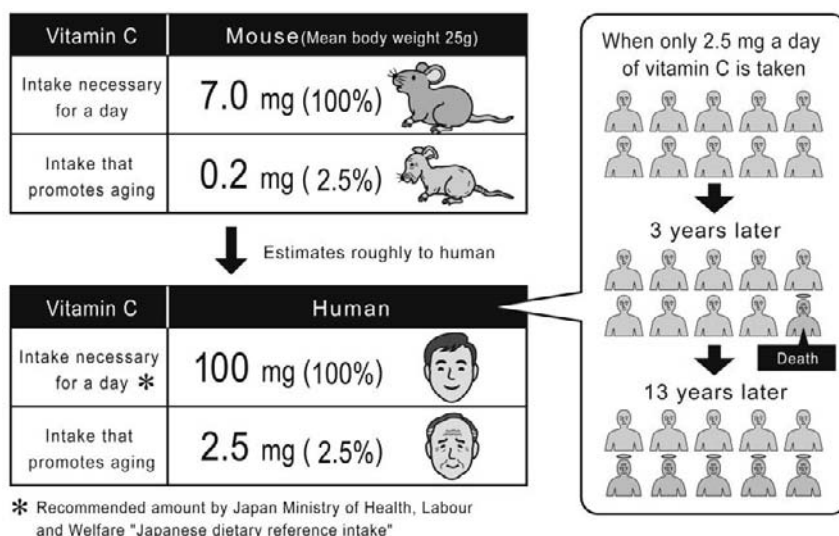 Vitamin C
Mouse(Mean body weight 25g)
Intake necessary
for a day
7.0 mg (100%)
Intake that
promotes aging
0.2 mg ( 2.5%)
Estimates roughly to human
Vitamin C
Human
Intake necessary
for a day *
100 mg (100%)
Intake that
promotes aging
2.5 mg ( 2.5%)
* Recommended amount by Japan Ministry of Health, Labour
and Welfare "Japanese dietary reference intake"
When only 2.5 mg a day
of vitamin C is taken
3 years later
Death
13 years later